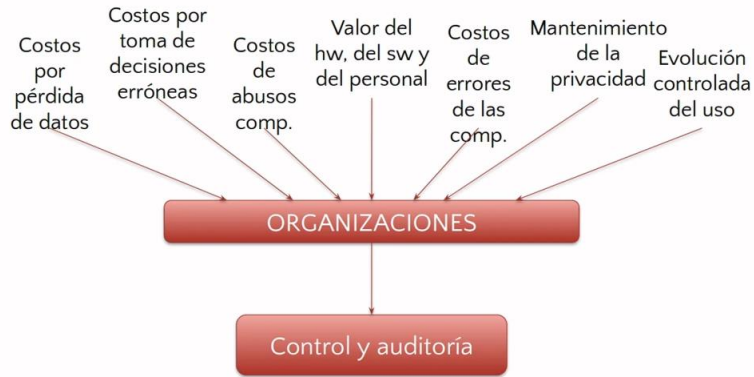 Costos
por
pérdida
de datos
Costos por
toma de
decisiones
erróneas
Costos
de
abusos
comp.
Valor del
hw, del sw y
del personal
Costos
de
errores
de las
comp.
Mantenimiento
de la
privacidad
Evolución
controlada
del uso
ORGANIZACIONES
Control y auditoría